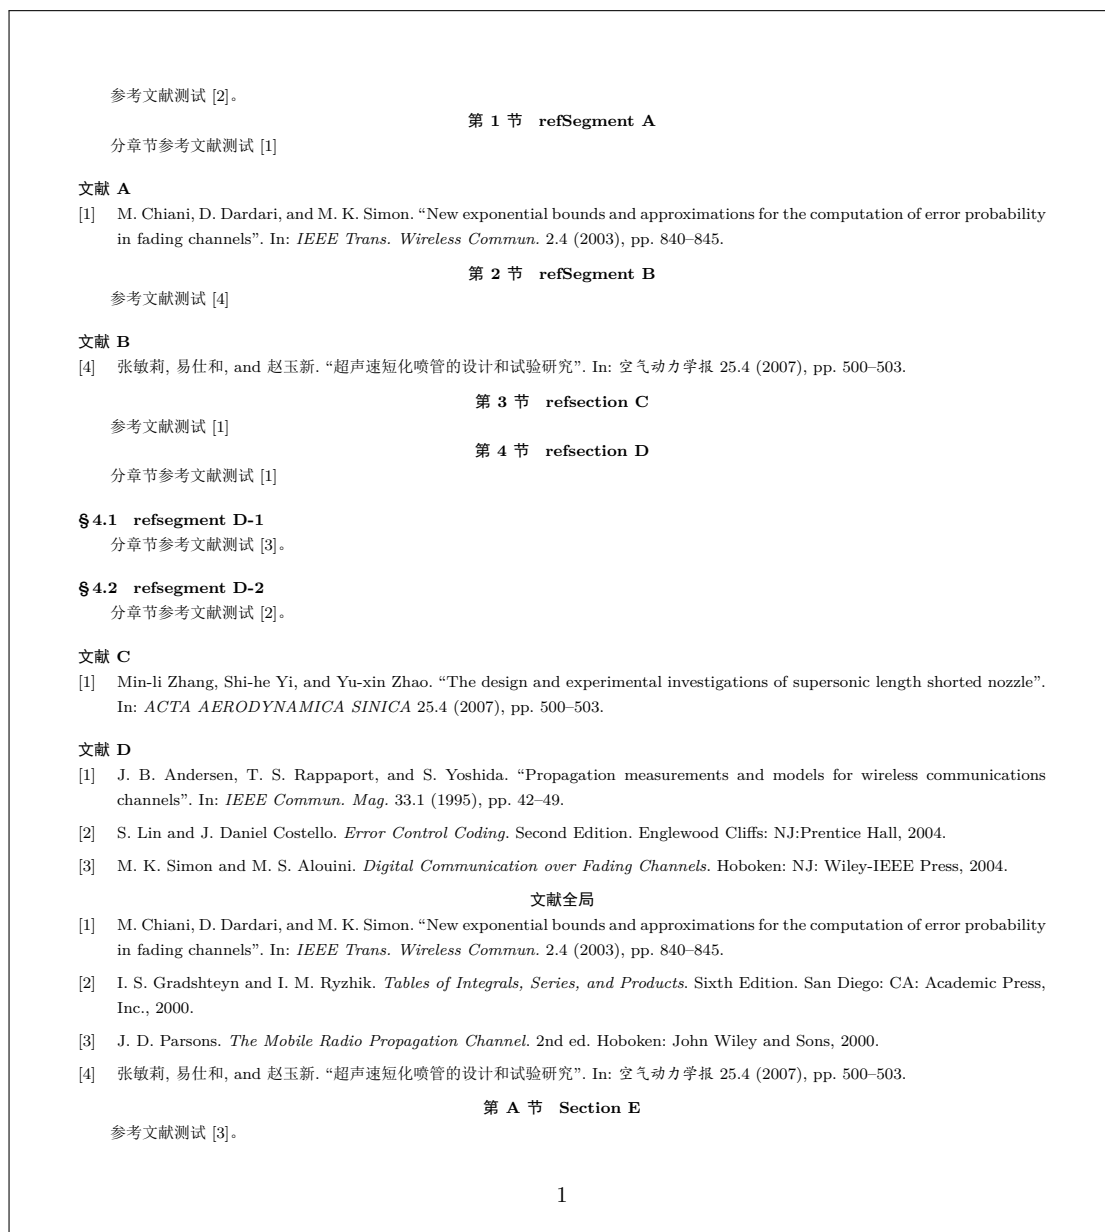 参考文献测试 [2]。
第 1 节 refSegment A
分章节参考文献测试 [1]
文献 A
[1] M. Chiani, D. Dardari, and M. K. Simon. “New exponential bounds and approximations for the computation of error probability
in fading channels”. In: IEEE Trans. Wireless Commun. 2.4 (2003), pp. 840–845.
第 2 节 refSegment B
参考文献测试 [4]
文献 B
[4] 张敏莉, 易仕和, and 赵玉新. “超声速短化喷管的设计和试验研究”. In: 空气动力学报 25.4 (2007), pp. 500–503.
第 3 节 refsection C
参考文献测试 [1]
第 4 节 refsection D
分章节参考文献测试 [1]
§ 4.1 refsegment D-1
分章节参考文献测试 [3]。
§ 4.2 refsegment D-2
分章节参考文献测试 [2]。
文献 C
[1] Min-li Zhang, Shi-he Yi, and Yu-xin Zhao. “The design and experimental investigations of supersonic length shorted nozzle”.
In: ACTA AERODYNAMICA SINICA 25.4 (2007), pp. 500–503.
文献 D
[1] J. B. Andersen, T. S. Rappaport, and S. Yoshida. “Propagation measurements and models for wireless communications
channels”. In: IEEE Commun. Mag. 33.1 (1995), pp. 42–49.
[2] S. Lin and J. Daniel Costello. Error Control Coding. Second Edition. Englewood Cliffs: NJ:Prentice Hall, 2004.
[3] M. K. Simon and M. S. Alouini. Digital Communication over Fading Channels. Hoboken: NJ: Wiley-IEEE Press, 2004.
文献全局
[1] M. Chiani, D. Dardari, and M. K. Simon. “New exponential bounds and approximations for the computation of error probability
in fading channels”. In: IEEE Trans. Wireless Commun. 2.4 (2003), pp. 840–845.
[2] I. S. Gradshteyn and I. M. Ryzhik. Tables of Integrals, Series, and Products. Sixth Edition. San Diego: CA: Academic Press,
Inc., 2000.
[3] J. D. Parsons. The Mobile Radio Propagation Channel. 2nd ed. Hoboken: John Wiley and Sons, 2000.
[4] 张敏莉, 易仕和, and 赵玉新. “超声速短化喷管的设计和试验研究”. In: 空气动力学报 25.4 (2007), pp. 500–503.
第 A 节 Section E
参考文献测试 [3]。
1